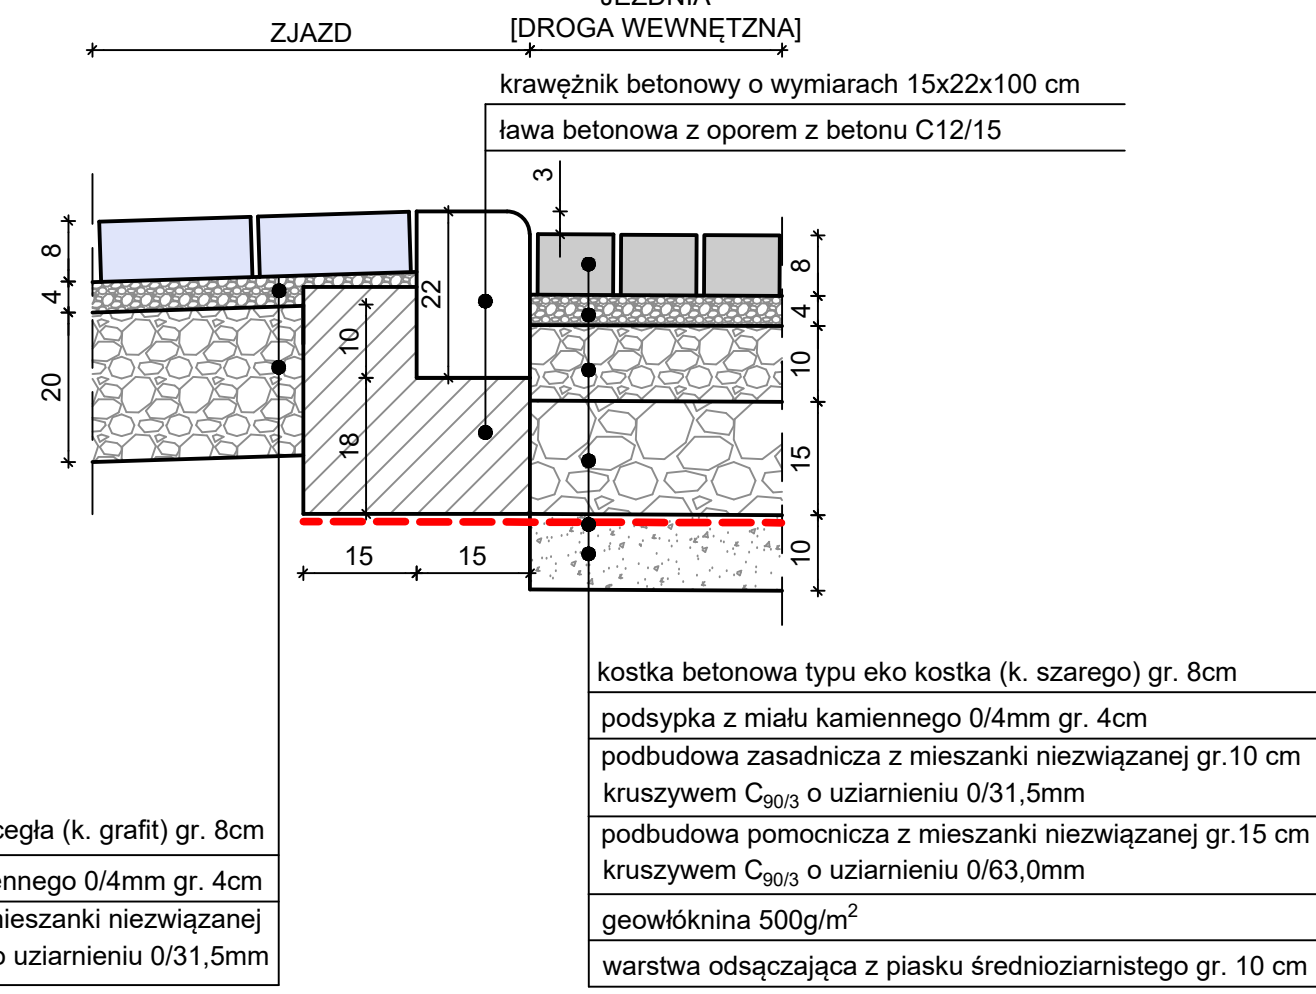 JEZDNIA
ZJAZD
[DROGA WEWNĘTZNA]
krawężnik betonowy o wymiarach 15x22x100 cm
ława betonowa z oporem z betonu C12/15
3
8
4
20
22
10
18
15
15
8
4
10
15
10
kostka betonowa typu eko kostka (k. szarego) gr. 8cm
podsypka z miału kamiennego 0/4mm gr. 4cm
podbudowa zasadnicza z mieszanki niezwiązanej gr.10 cm
kruszywem C90/3 o uziarnieniu 0/31,5mm
podbudowa pomocnicza z mieszanki niezwiązanej gr.15 cm
kruszywem C90/3 o uziarnieniu 0/63,0mm
geowłóknina 500g/m²
warstwa odsączająca z piasku średnioziarnistego gr. 10 cm
cegła (k. grafit) gr. 8cm
ennego 0/4mm gr. 4cm
mieszanki niezwiązanej
o uziarnieniu 0/31,5mm